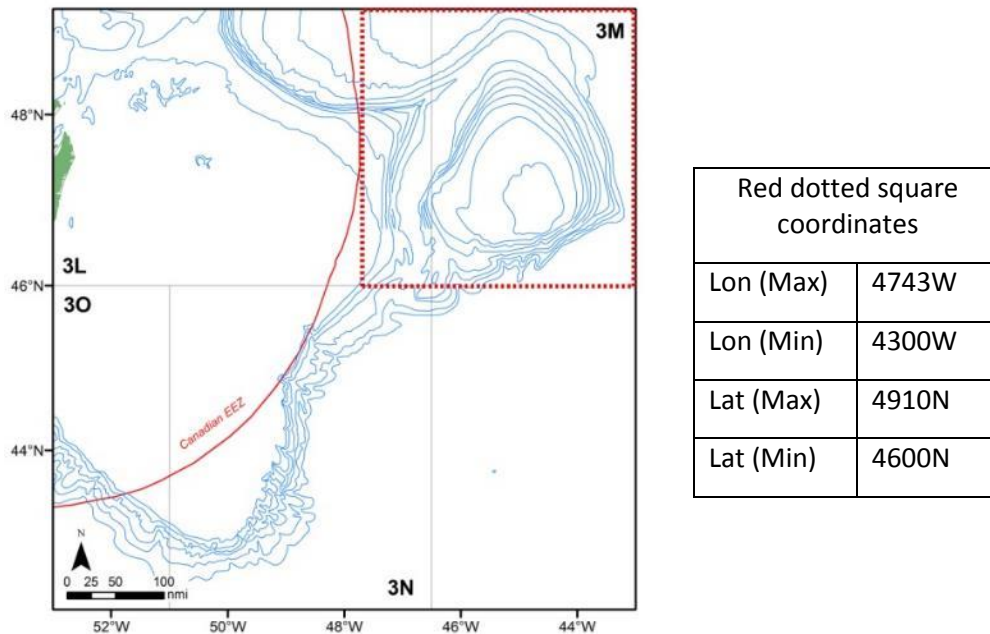 3M
48°N
3L
46°N
3O
Canadian EEZ
44°N
N
0 25 50 100
nmi
3N
52°W 50°W 48°W 46°W 44°W
Red dotted square
coordinates
Lon (Max) 4743W
Lon (Min) 4300W
Lat (Max) 4910N
Lat (Min) 4600N